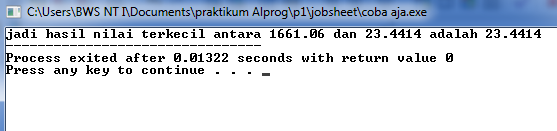 C:\Users\BWS NT I\Documents\praktikum Alprog\p1\jobsheet\coba aja.exe
jadi hasil nilai terkecil antara 1661.06 dan 23.4414 adalah 23.4414
--------------------------------
Process exited after 0.01322 seconds with return value 0
Press any key to continue . . .